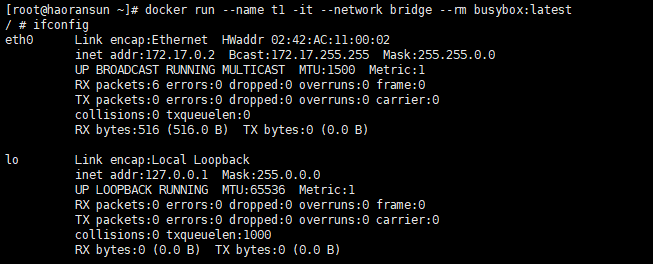 [root@haoransun ~]# docker run --name t1 -it --network bridge --rm busybox:latest
/ # ifconfig
eth0      Link encap:Ethernet  HWaddr 02:42:AC:11:00:02
          inet addr:172.17.0.2  Bcast:172.17.255.255  Mask:255.255.0.0
          UP BROADCAST RUNNING MULTICAST  MTU:1500  Metric:1
          RX packets:6 errors:0 dropped:0 overruns:0 frame:0
          TX packets:0 errors:0 dropped:0 overruns:0 carrier:0
          collisions:0 txqueuelen:0
          RX bytes:516 (516.0 B)  TX bytes:0 (0.0 B)
lo        Link encap:Local Loopback
          inet addr:127.0.0.1  Mask:255.0.0.0
          UP LOOPBACK RUNNING  MTU:65536  Metric:1
          RX packets:0 errors:0 dropped:0 overruns:0 frame:0
          TX packets:0 errors:0 dropped:0 overruns:0 carrier:0
          collisions:0 txqueuelen:1000
          RX bytes:0 (0.0 B)  TX bytes:0 (0.0 B)